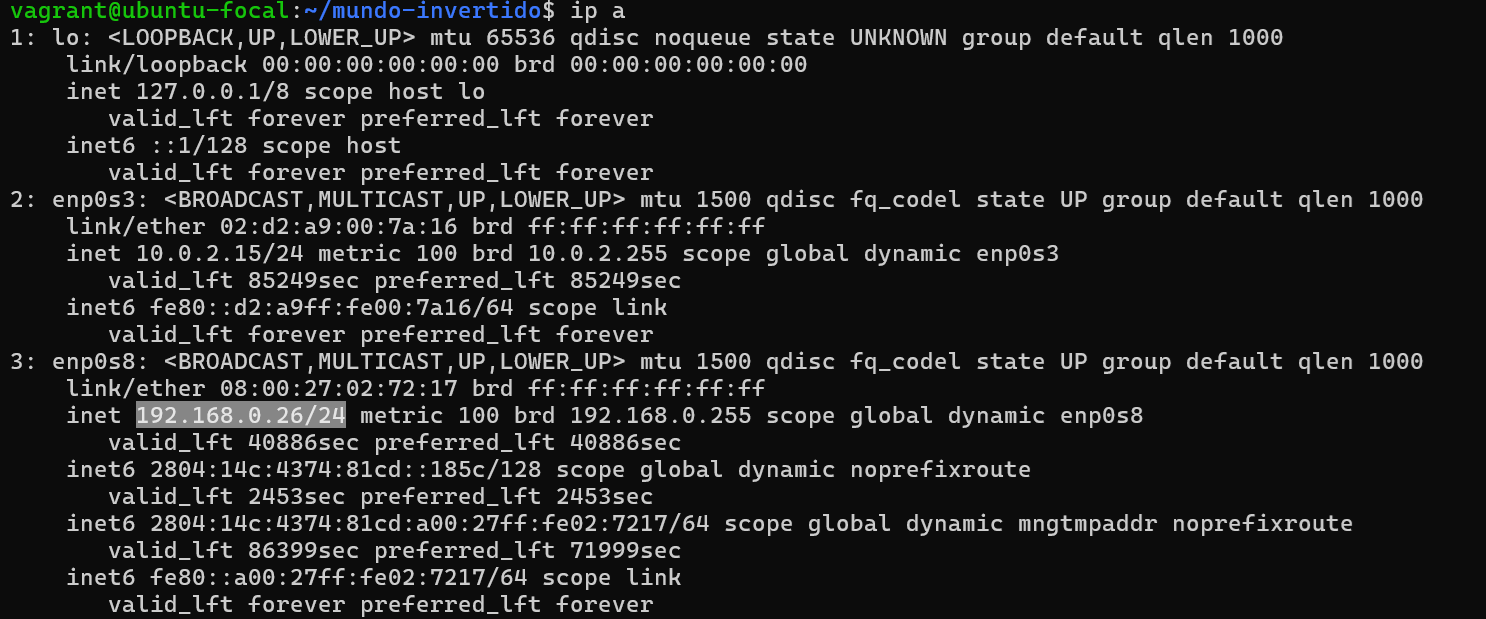 vagrant@ubuntu-focal:~/mundo-invertido$ ip a
1: lo: <LOOPBACK,UP,LOWER_UP> mtu 65536 qdisc noqueue state UNKNOWN group default qlen 1000
    link/loopback 00:00:00:00:00:00 brd 00:00:00:00:00:00
    inet 127.0.0.1/8 scope host lo
       valid_lft forever preferred_lft forever
    inet6 ::1/128 scope host
       valid_lft forever preferred_lft forever
2: enp0s3: <BROADCAST,MULTICAST,UP,LOWER_UP> mtu 1500 qdisc fq_codel state UP group default qlen 1000
    link/ether 02:d2:a9:00:7a:16 brd ff:ff:ff:ff:ff:ff
    inet 10.0.2.15/24 metric 100 brd 10.0.2.255 scope global dynamic enp0s3
       valid_lft 85249sec preferred_lft 85249sec
    inet6 fe80::d2:a9ff:fe00:7a16/64 scope link
       valid_lft forever preferred_lft forever
3: enp0s8: <BROADCAST,MULTICAST,UP,LOWER_UP> mtu 1500 qdisc fq_codel state UP group default qlen 1000
    link/ether 08:00:27:02:72:17 brd ff:ff:ff:ff:ff:ff
    inet 192.168.0.26/24 metric 100 brd 192.168.0.255 scope global dynamic enp0s8
       valid_lft 40886sec preferred_lft 40886sec
    inet6 2804:14c:4374:81cd::185c/128 scope global dynamic noprefixroute
       valid_lft 2453sec preferred_lft 2453sec
    inet6 2804:14c:4374:81cd:a00:27ff:fe02:7217/64 scope global dynamic mngtmpaddr noprefixroute
       valid_lft 86399sec preferred_lft 71999sec
    inet6 fe80::a00:27ff:fe02:7217/64 scope link
       valid_lft forever preferred_lft forever